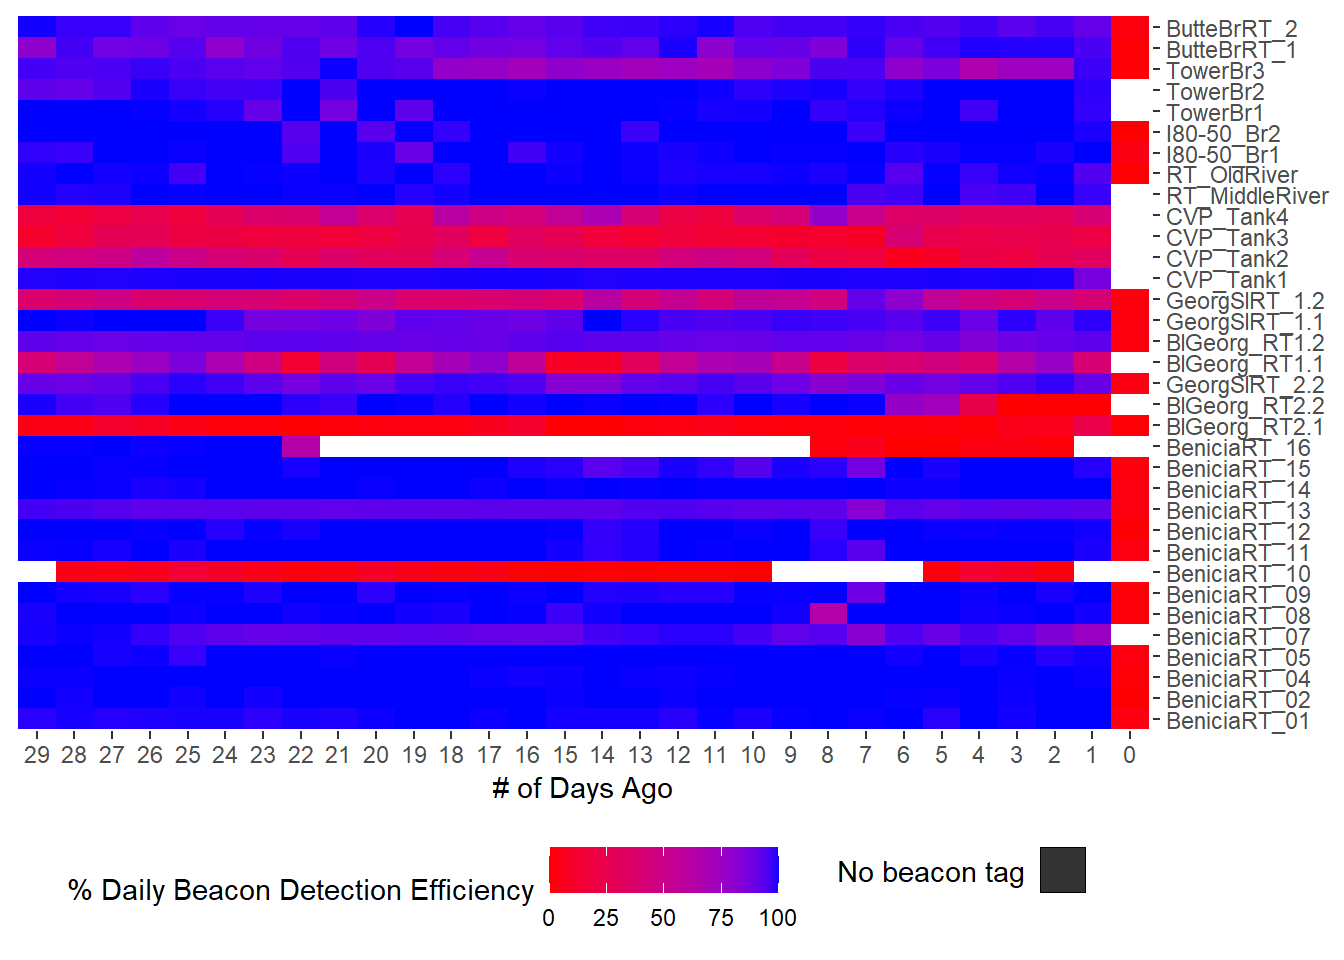 ButteBrRT_2
ButteBrRT_1
TowerBr3
TowerBr2
TowerBr1
I80-50_Br2
I80-50_Br1
RT_OldRiver
RT_MiddleRiver
CVP_Tank4
CVP_Tank3
CVP_Tank2
CVP_Tank1
GeorgSlRT_1.2
GeorgSlRT_1.1
BlGeorg_RT1.2
BlGeorg_RT1.1
GeorgSlRT_2.2
BlGeorg_RT2.2
BlGeorg_RT2.1
BeniciaRT_16
BeniciaRT_15
BeniciaRT_14
BeniciaRT_13
BeniciaRT_12
BeniciaRT_11
BeniciaRT_10
BeniciaRT_09
BeniciaRT_08
BeniciaRT_07
BeniciaRT_05
BeniciaRT_04
BeniciaRT_02
BeniciaRT_01
29 28 27 26 25 24 23 22 21 20 19 18 17 16 15 14 13 12 11 10 9 8 7 6 5 4 3 2 1 0
# of Days Ago
% Daily Beacon Detection Efficiency
0 25 50 75 100
No beacon tag